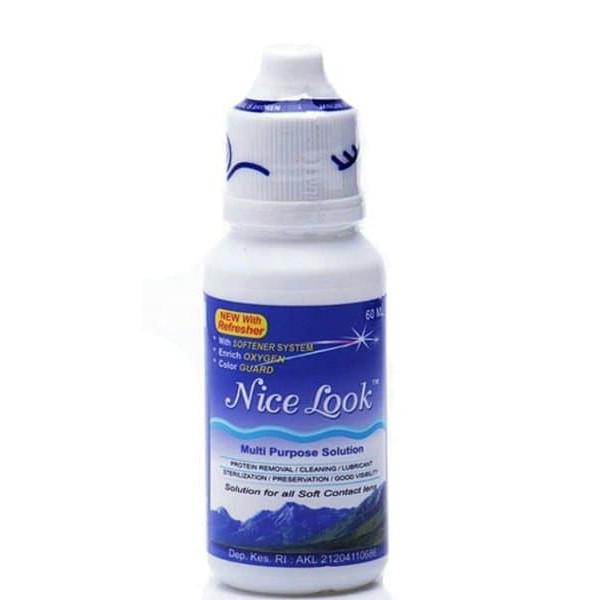 NEW With
Refresher
60 ML
With SOFTENER SYSTEM
Enrich OXYGEN
Color GUARD
Nice Look™
Multi Purpose Solution
PROTEIN REMOVAL / CLEANING / LUBRICANT
STERILIZATION / PRESERVATION / GOOD VISIBILITY
Solution for all Soft Contact lens
Dep. Kes. RI : AKL 21204110686